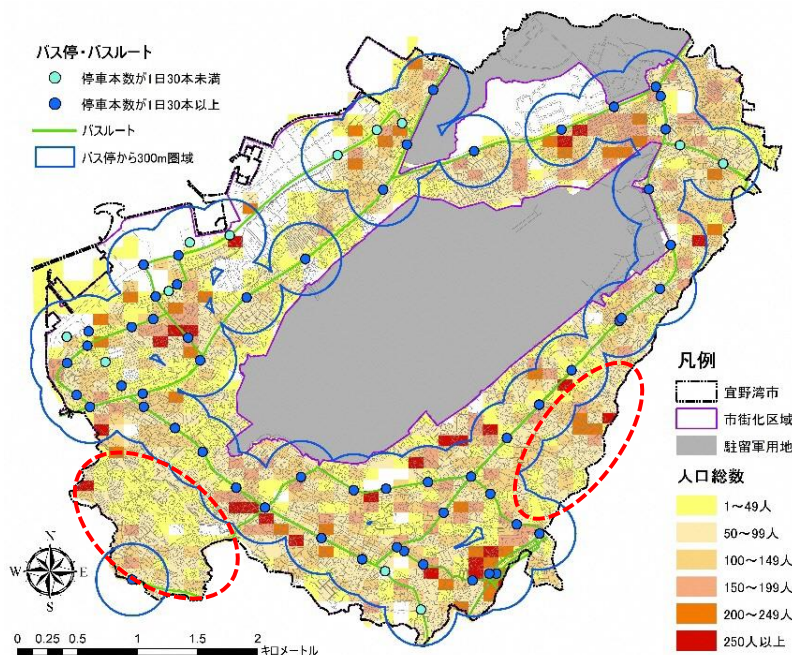 バス停・バスルート
停車本数が1日30本未満
停車本数が1日30本以上
バスルート
バス停から300m圏域
凡例
宜野湾市
市街化区域
駐留軍用地
人口総数
1～49人
50～99人
100～149人
150～199人
200～249人
250人以上
N
W E
S
0 0.25 0.5 1 1.5 2
キロメートル